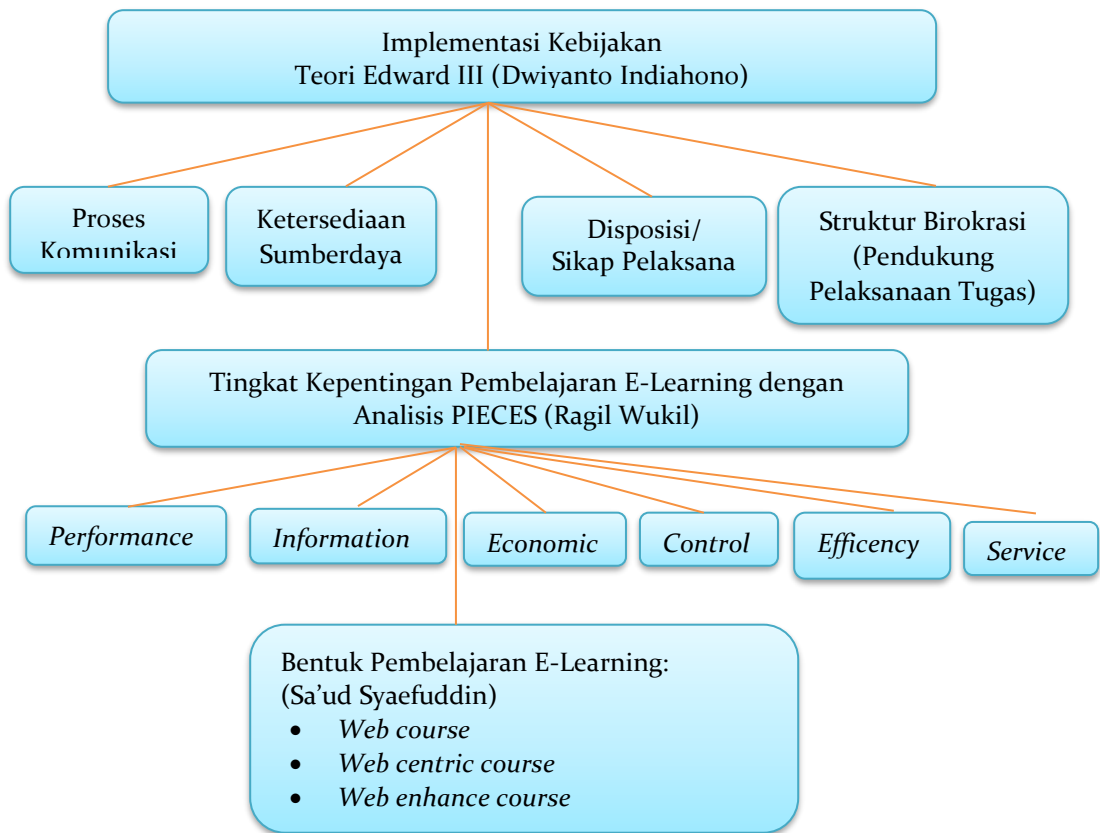 Implementasi Kebijakan
Teori Edward III (Dwiyanto Indiahono)
Proses
Komunikasi
Ketersediaan
Sumberdaya
Disposisi/
Sikap Pelaksana
Struktur Birokrasi
(Pendukung
Pelaksanaan Tugas)
Tingkat Kepentingan Pembelajaran E-Learning dengan
Analisis PIECES (Ragil Wukil)
Performance
Information
Economic
Control
Efficency
Service
Bentuk Pembelajaran E-Learning:
(Sa’ud Syaefuddin)
• Web course
• Web centric course
• Web enhance course